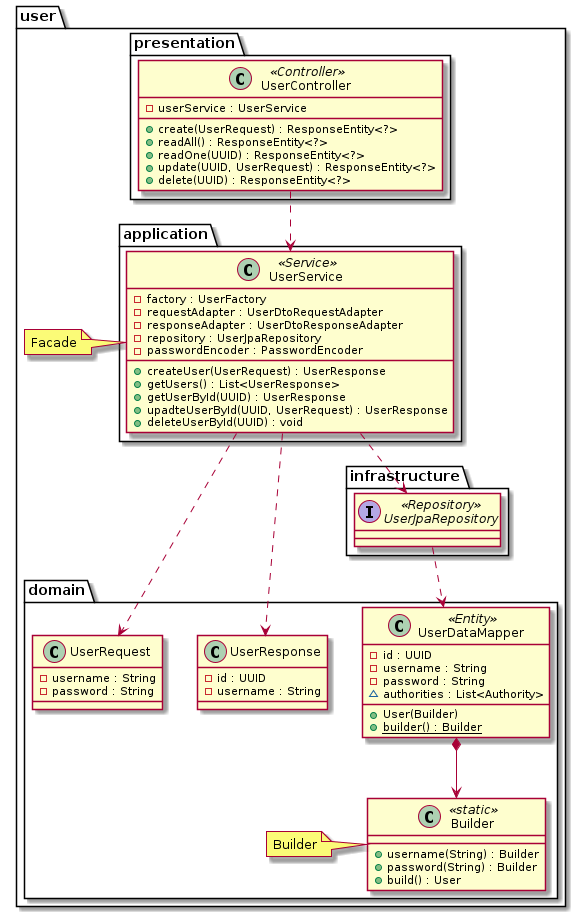 user
presentation
C
«Controller»
UserController
userService : UserService
create(UserRequest) : ResponseEntity<?>
readAll() : ResponseEntity<?>
readOne(UUID) : ResponseEntity<?>
update(UUID, UserRequest) : ResponseEntity<?>
delete(UUID) : ResponseEntity<?>
application
C
«Service»
UserService
factory : UserFactory
requestAdapter : UserDtoRequestAdapter
responseAdapter : UserDtoResponseAdapter
repository : UserJpaRepository
passwordEncoder : PasswordEncoder
createUser(UserRequest) : UserResponse
getUsers() : List<UserResponse>
getUserById(UUID) : UserResponse
upadteUserById(UUID, UserRequest) : UserResponse
deleteUserById(UUID) : void
Facade
infrastructure
I
«Repository»
UserJpaRepository
domain
C
UserRequest
username : String
password : String
C
UserResponse
id : UUID
username : String
C
«Entity»
UserDataMapper
id : UUID
username : String
password : String
authorities : List<Authority>
User(Builder)
builder() : Builder
C
«static»
Builder
username(String) : Builder
password(String) : Builder
build() : User
Builder